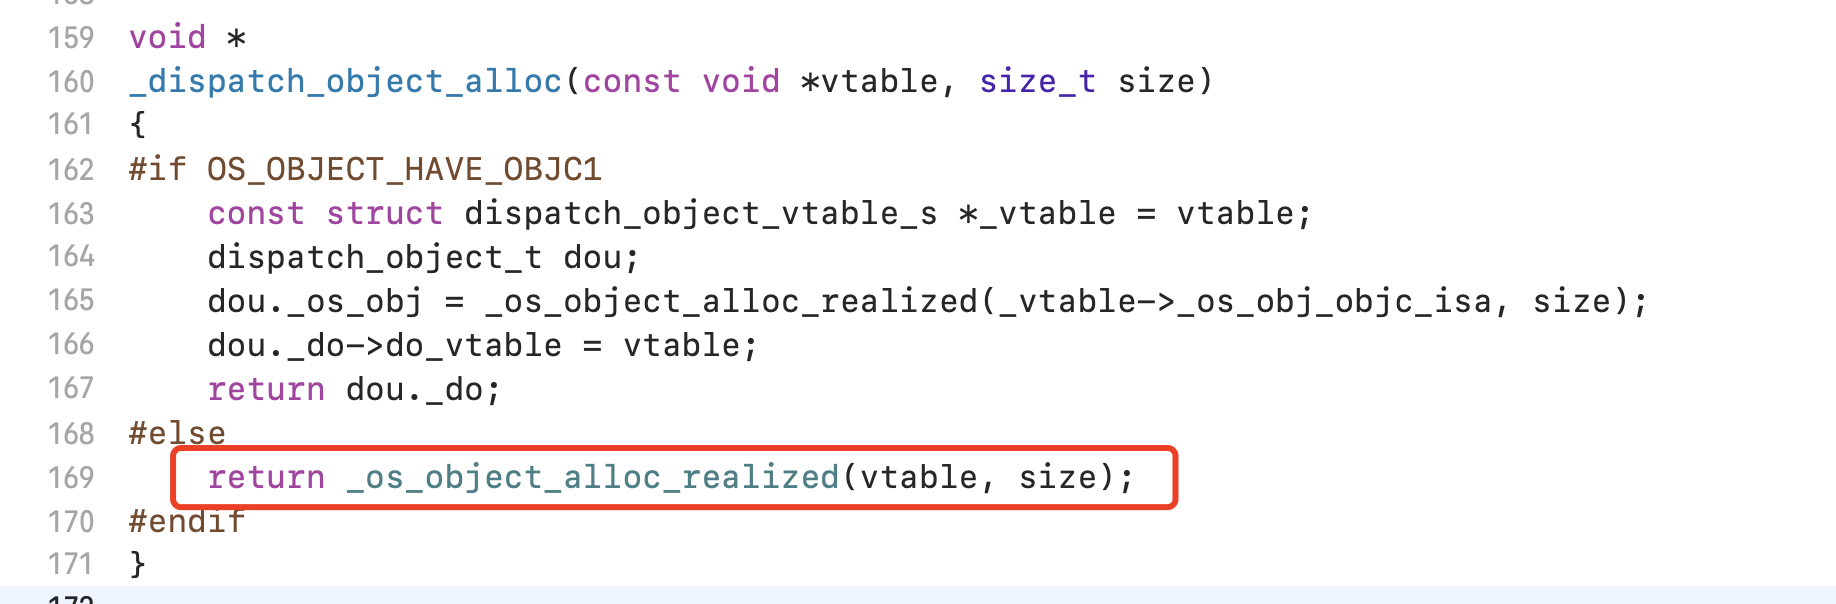 159 void *
160 _dispatch_object_alloc(const void *vtable, size_t size)
161 {
162 #if OS_OBJECT_HAVE_OBJC1
163     const struct dispatch_object_vtable_s *_vtable = vtable;
164     dispatch_object_t dou;
165     dou._os_obj = _os_object_alloc_realized(_vtable->_os_obj_objc_isa, size);
166     dou._do->do_vtable = vtable;
167     return dou._do;
168 #else
169     return _os_object_alloc_realized(vtable, size);
170 #endif
171 }
172